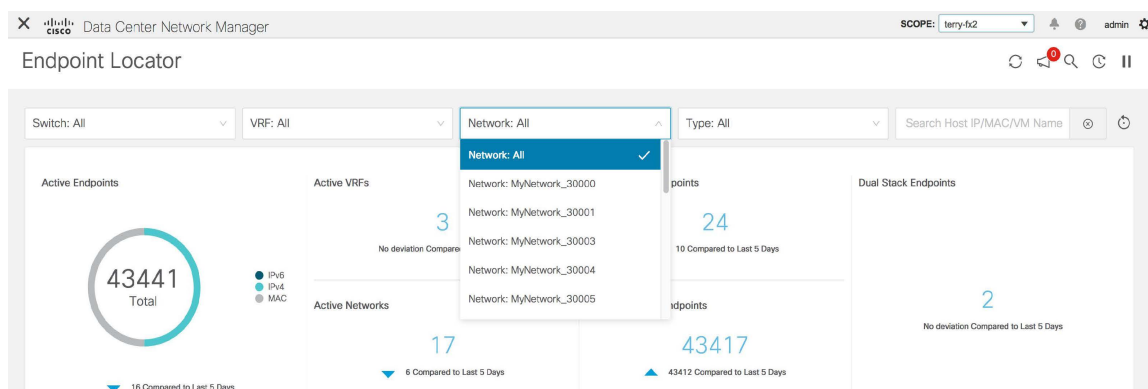 CISCO Data Center Network Manager
SCOPE: terry-fx2
admin
Endpoint Locator
0
Switch: All
VRF: All
Network: All
Type: All
Search Host IP/MAC/VM Name
Network: All
Network: MyNetwork_30000
Network: MyNetwork_30001
Network: MyNetwork_30003
Network: MyNetwork_30004
Network: MyNetwork_30005
Active Endpoints
43441
Total
IPv6
IPv4
MAC
16 Compared to Last 5 Days
Active VRFs
3
No deviation Compare
Active Networks
17
6 Compared to Last 5 Days
points
24
10 Compared to Last 5 Days
dpoints
43417
43412 Compared to Last 5 Days
Dual Stack Endpoints
2
No deviation Compared to Last 5 Days